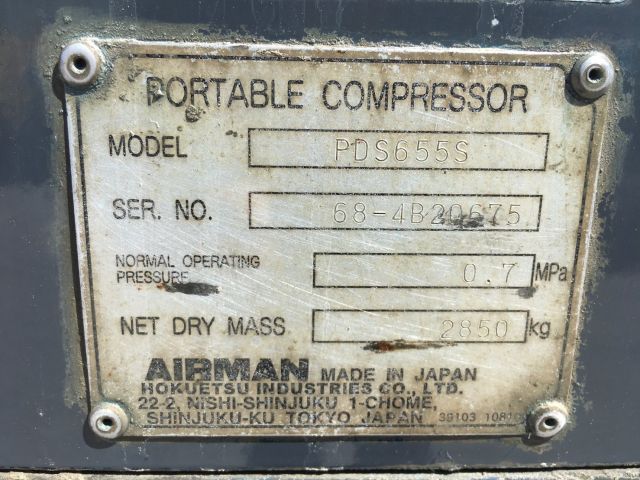 PORTABLE COMPRESSOR
MODEL PDS655S
SER. NO. 68-4B20675
NORMAL OPERATING PRESSURE 0.7 MPa
NET DRY MASS 2850 kg
AIRMAN MADE IN JAPAN
HOKUETSU INDUSTRIES CO., LTD.
22-2, NISHI-SHINJUKU 1-CHOME,
SHINJUKU-KU TOKYO JAPAN